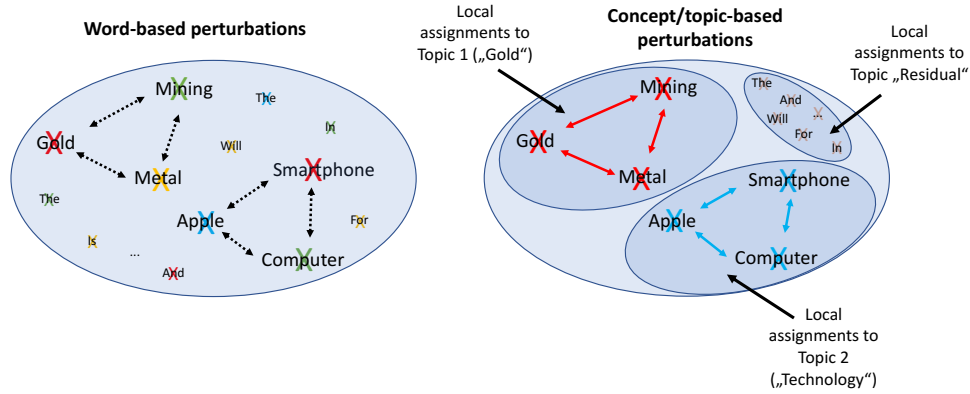 Word-based perturbations
Mining
The
Gold
In
Will
Metal
Smartphone
The
Apple
For
Is
...
Computer
And
Local
assignments to
Topic 1 („Gold“)
Concept/topic-based
perturbations
Local
assignments to
Topic „Residual“
Mining
The
And
Will
...
For
In
Gold
Metal
Smartphone
Apple
Computer
Local
assignments to
Topic 2
(„Technology“)